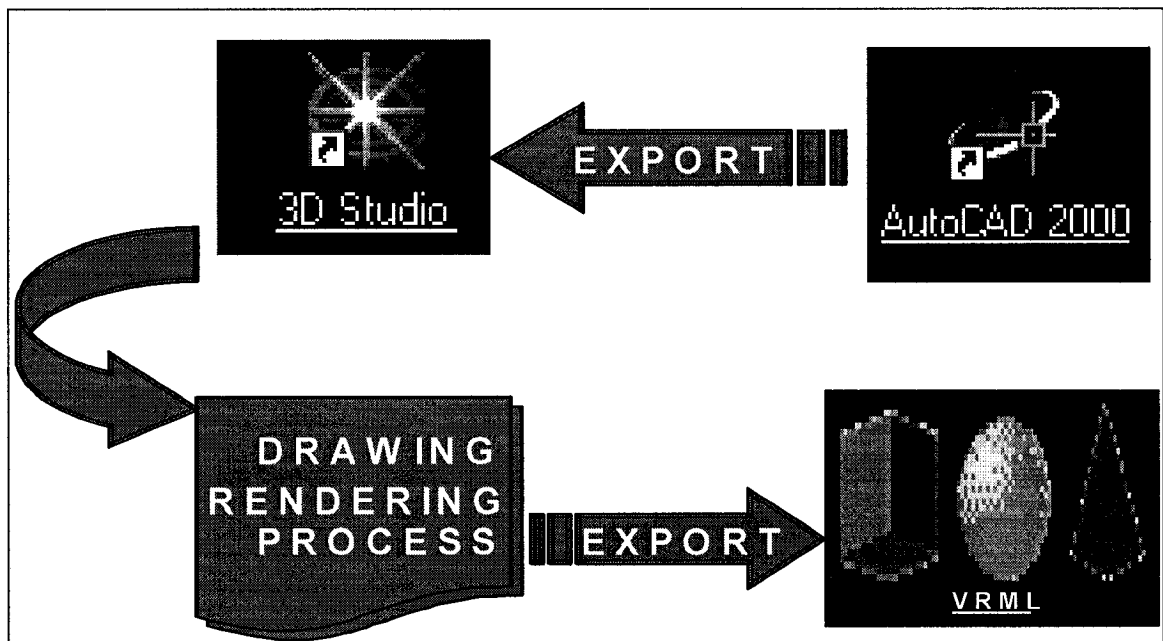 3D Studio
EXPORT
AutoCAD 2000
DRAWING
RENDERING
PROCESS
EXPORT
VRML